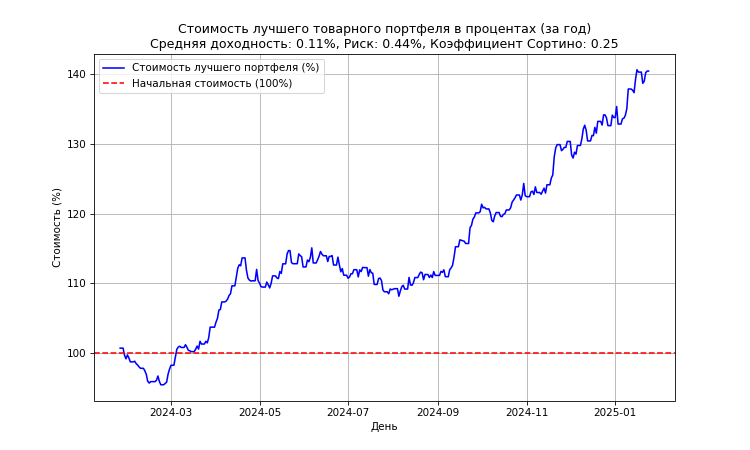 Стоимость лучшего товарного портфеля в процентах (за год)
Средняя доходность: 0.11%, Риск: 0.44%, Коэффициент Сортино: 0.25
Стоимость лучшего портфеля (%)
Начальная стоимость (100%)
Стоимость (%)
140
130
120
110
100
2024-03
2024-05
2024-07
2024-09
2024-11
2025-01
День